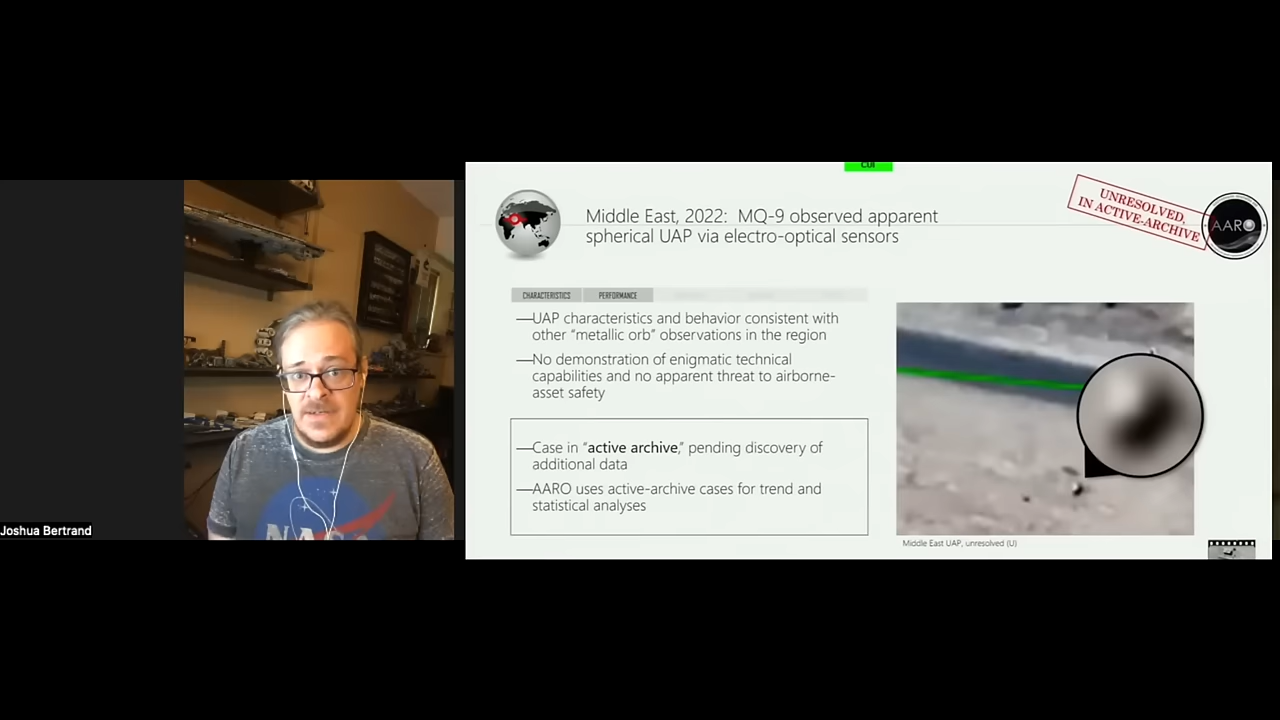 CUI
Middle East, 2022: MQ-9 observed apparent
spherical UAP via electro-optical sensors
UNRESOLVED,
IN ACTIVE-ARCHIVE
AARO
CHARACTERISTICS
PERFORMANCE
—UAP characteristics and behavior consistent with
other “metallic orb” observations in the region
—No demonstration of enigmatic technical
capabilities and no apparent threat to airborne-
asset safety
—Case in “active archive,” pending discovery of
additional data
—AARO uses active-archive cases for trend and
statistical analyses
Middle East UAP, unresolved (U)
NASA
Joshua Bertrand